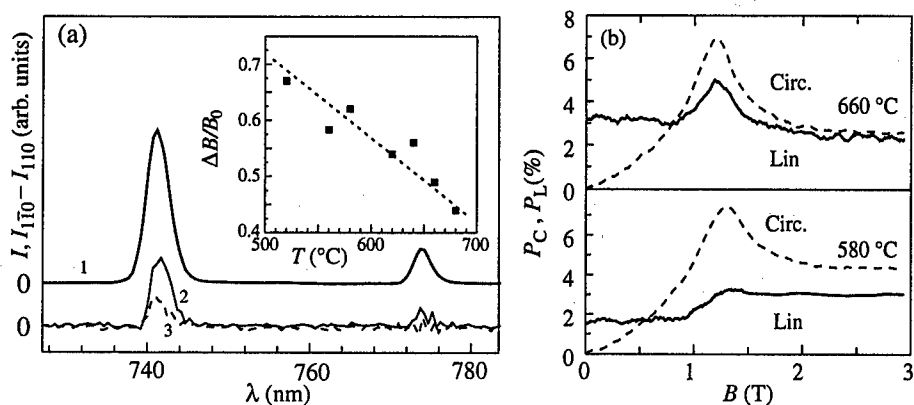 (a)
I, I₁₁̅₀ – I₁₁₀ (arb. units)
0
0
1
2
3
740
760
780
λ (nm)
ΔB/B₀
0.7
0.6
0.5
0.4
500
600
700
T (°C)
(b)
P_C, P_L (%)
8
6
4
2
0
Circ.
660 °C
Lin
6
4
2
0
Circ.
580 °C
Lin
0
1
2
3
B (T)